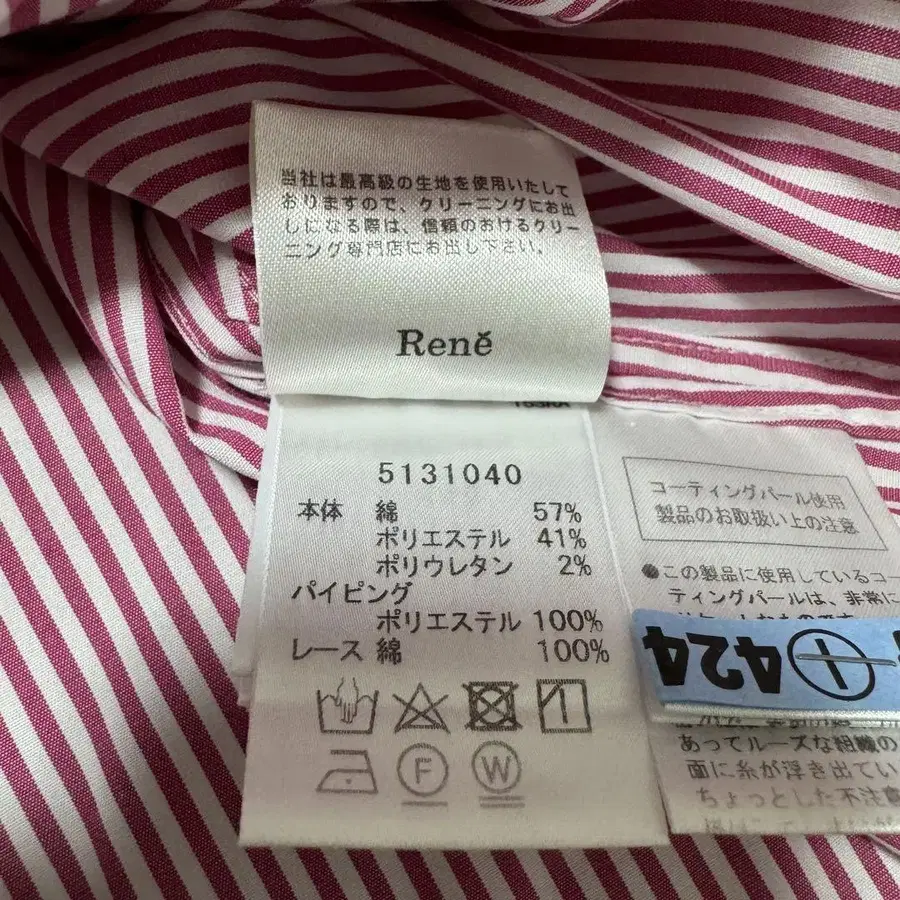 当社は最高級の生地を使用いたして
おりますので、クリーニングにお出
しになる際は、信頼のおけるクリー
ニング専門店にお出し下さい。
Reně
5131040
本体 綿 57%
ポリエステル 41%
ポリウレタン 2%
パイピング
ポリエステル 100%
レース 綿 100%
F W
コーティングパール使用
製品のお取扱い上の注意
●この製品に使用しているコー
ティングパールは、非常に
424
あってルーズな組織の
面に糸が浮き出てい
ちょっとした不注意